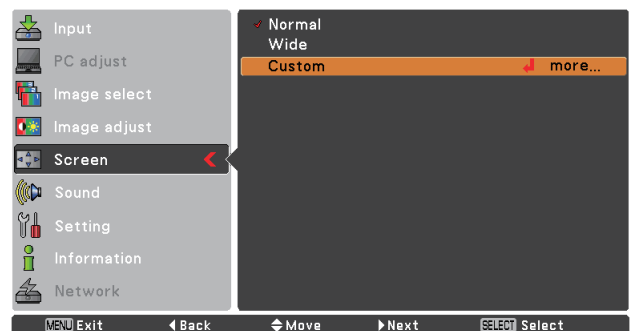 Input
PC adjust
Image select
Image adjust
Screen
Sound
Setting
Information
Network
Normal
Wide
Custom more...
MENU Exit Back Move Next SELECT Select